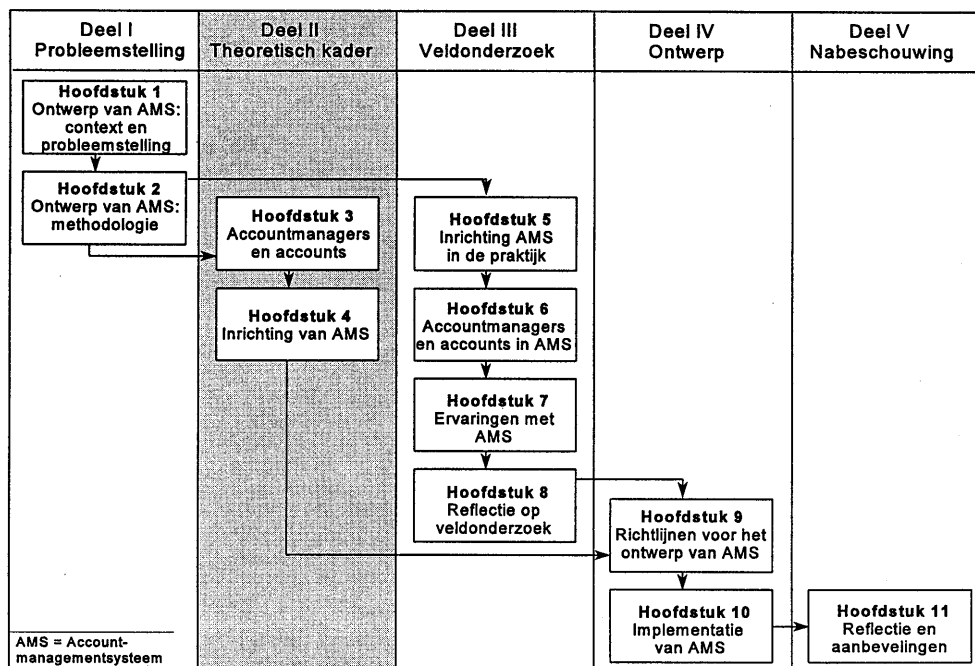 Deel I
Probleemstelling
Deel II
Theoretisch kader
Deel III
Veldonderzoek
Deel IV
Ontwerp
Deel V
Nabeschouwing
Hoofdstuk 1
Ontwerp van AMS:
context en
probleemstelling
Hoofdstuk 2
Ontwerp van AMS:
methodologie
Hoofdstuk 3
Accountmanagers
en accounts
Hoofdstuk 4
Inrichting van AMS
Hoofdstuk 5
Inrichting AMS
in de praktijk
Hoofdstuk 6
Accountmanagers
en accounts in AMS
Hoofdstuk 7
Ervaringen met
AMS
Hoofdstuk 8
Reflectie op
veldonderzoek
Hoofdstuk 9
Richtlijnen voor het
ontwerp van AMS
Hoofdstuk 10
Implementatie
van AMS
Hoofdstuk 11
Reflectie en
aanbevelingen
AMS = Account-
managementsysteem